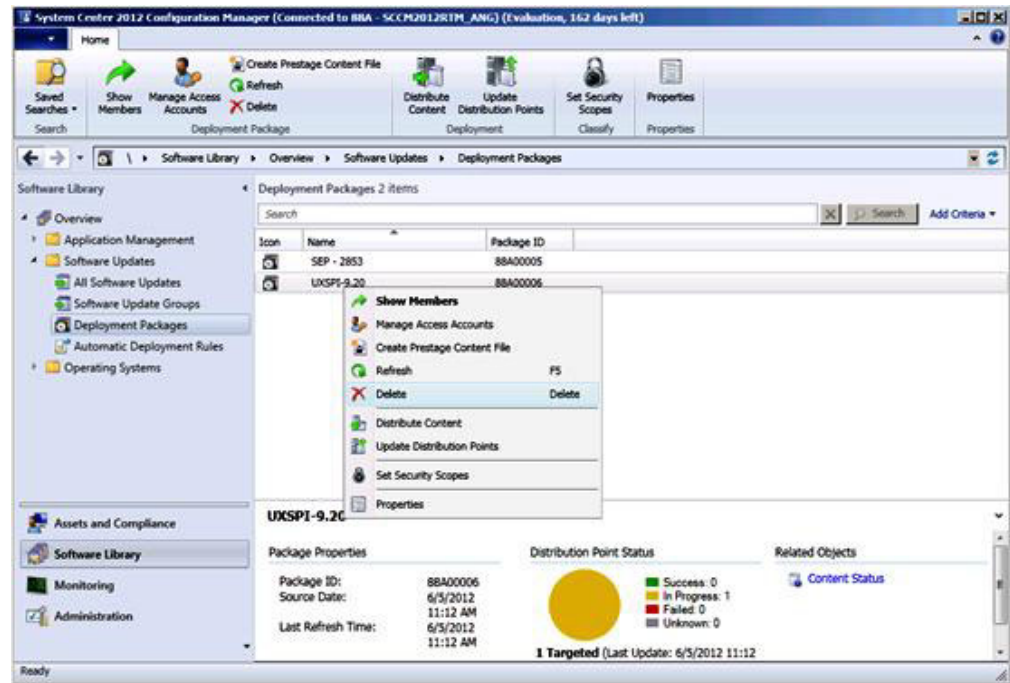 System Center 2012 Configuration Manager (Connected to BBA - SCCM2012RTM_ANG) (Evaluation, 162 days left)
Home
Saved Searches
Show Members
Manage Access Accounts
Create Prestage Content File
Refresh
Delete
Distribute Content
Update Distribution Points
Set Security Scopes
Properties
Search
Deployment Package
Deployment
Classify
Properties
\ Software Library Overview Software Updates Deployment Packages
Software Library
Overview
Application Management
Software Updates
All Software Updates
Software Update Groups
Deployment Packages
Automatic Deployment Rules
Operating Systems
Assets and Compliance
Software Library
Monitoring
Administration
Deployment Packages 2 items
Search
Search
Add Criteria
Icon Name Package ID
SEP - 2853 BBA00005
UXSPI-9.20 BBA00006
Show Members
Manage Access Accounts
Create Prestage Content File
Refresh F5
Delete Delete
Distribute Content
Update Distribution Points
Set Security Scopes
Properties
UXSPI-9.20
Package Properties
Package ID: BBA00006
Source Date: 6/5/2012
11:12 AM
Last Refresh Time: 6/5/2012
11:12 AM
Distribution Point Status
Success: 0
In Progress: 1
Failed: 0
Unknown: 0
1 Targeted (Last Update: 6/5/2012 11:12
Related Objects
Content Status
Ready